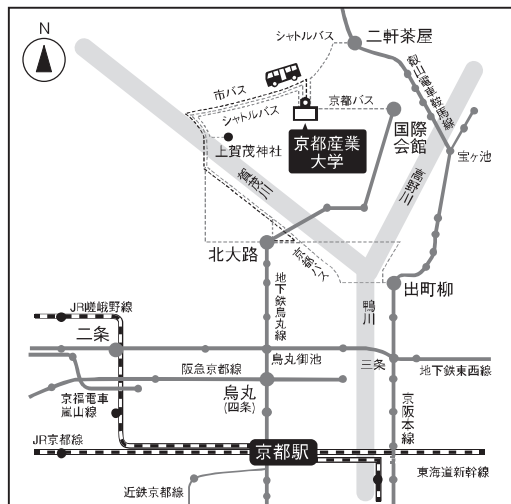 N
シャトルバス
二軒茶屋
叡山電車鞍馬線
市バス
シャトルバス
京都バス
国際
会館
京都産業
大学
上賀茂神社
宝ヶ池
賀茂川
高野川
北大路
京都バス
出町柳
地下鉄烏丸線
鴨川
JR嵯峨野線
二条
烏丸御池
三条
地下鉄東西線
阪急京都線
京福電車
嵐山線
烏丸
(四条)
京阪本線
JR京都線
京都駅
東海道新幹線
近鉄京都線